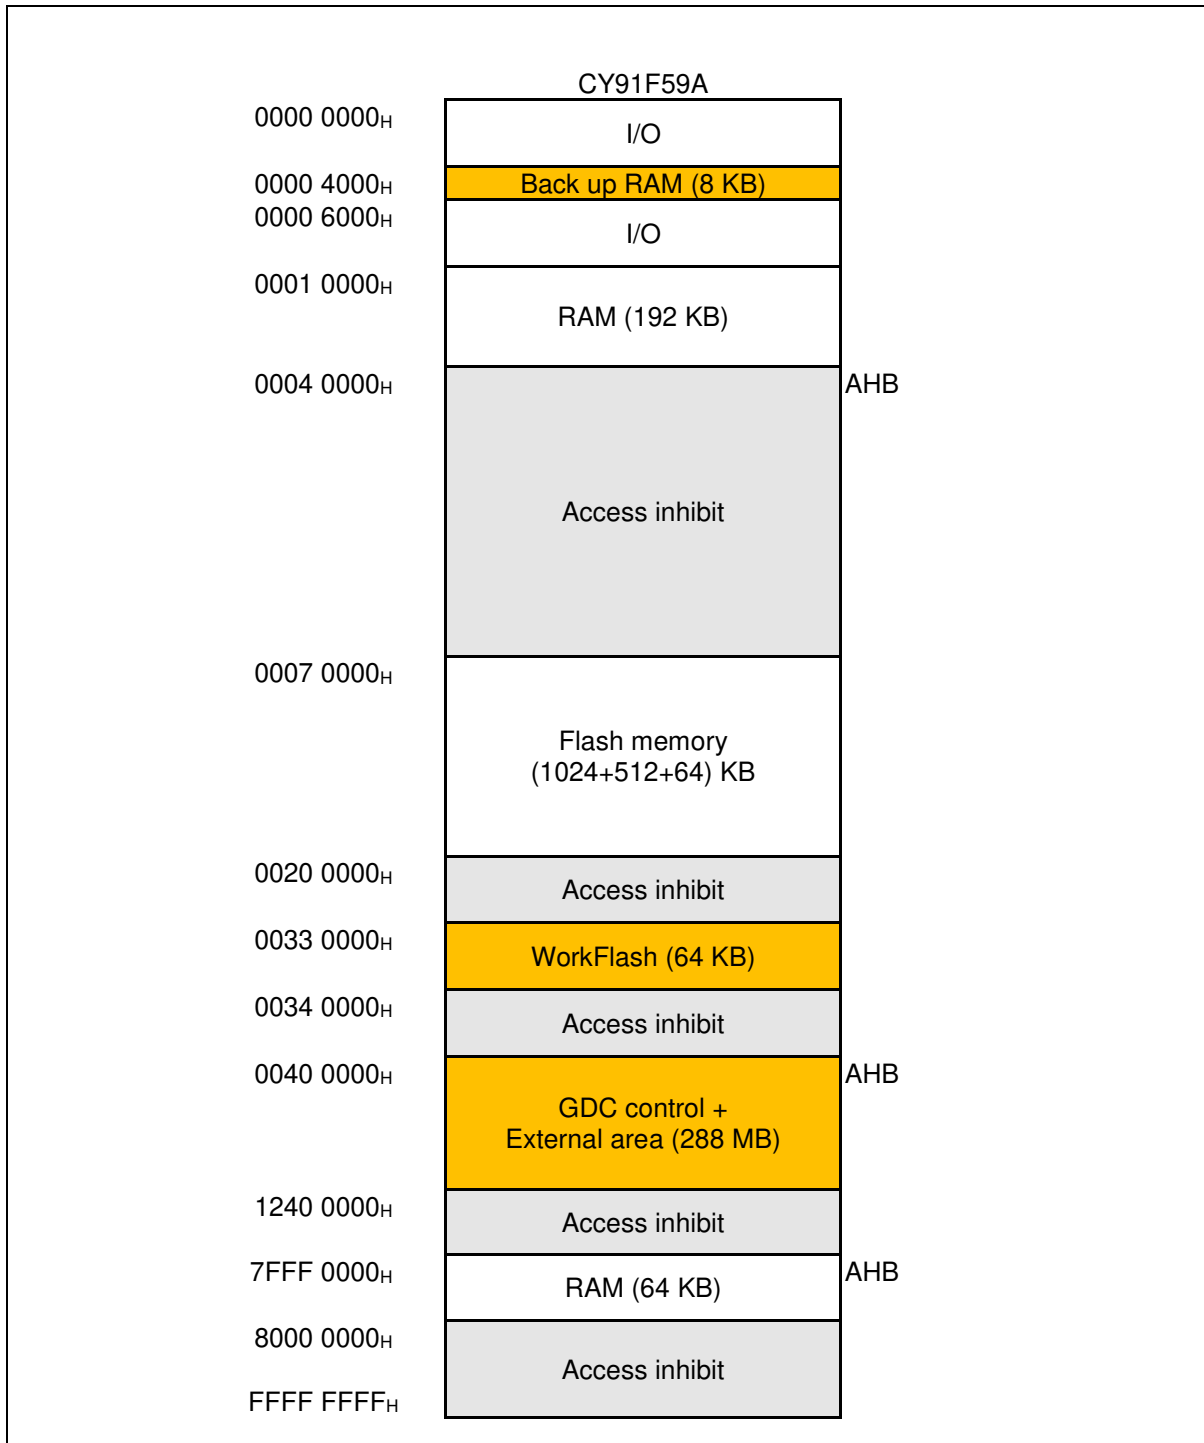 CY91F59A
0000 0000H
I/O
0000 4000H
Back up RAM (8 KB)
0000 6000H
I/O
0001 0000H
RAM (192 KB)
0004 0000H
AHB
Access inhibit
0007 0000H
Flash memory
(1024+512+64) KB
0020 0000H
Access inhibit
0033 0000H
WorkFlash (64 KB)
0034 0000H
Access inhibit
0040 0000H
AHB
GDC control +
External area (288 MB)
1240 0000H
Access inhibit
7FFF 0000H
AHB
RAM (64 KB)
8000 0000H
Access inhibit
FFFF FFFFH